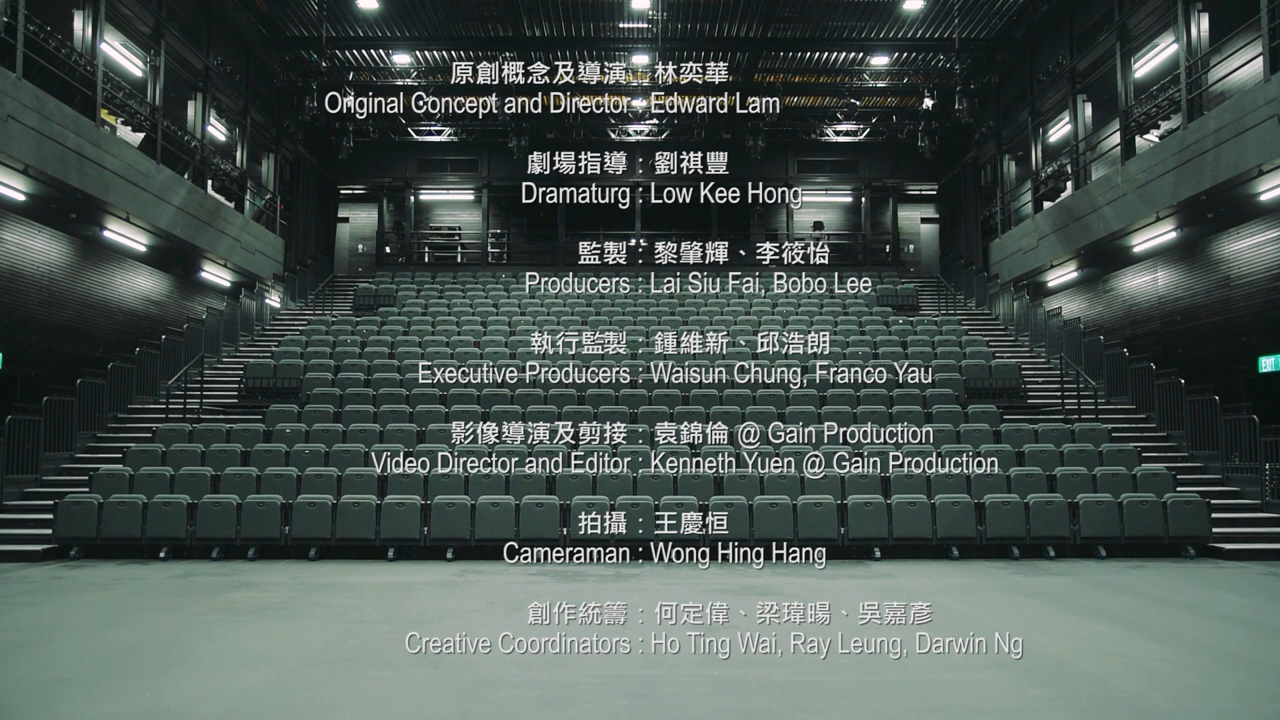 原創概念及導演：林奕華
Original Concept and Director : Edward Lam
劇場指導：劉祺豐
Dramaturg : Low Kee Hong
監製：黎肇輝、李筱怡
Producers : Lai Siu Fai, Bobo Lee
執行監製：鍾維新、邱浩朗
Executive Producers : Waisun Chung, Franco Yau
EXIT
影像導演及剪接：袁錦倫 @ Gain Production
Video Director and Editor : Kenneth Yuen @ Gain Production
拍攝：王慶恒
Cameraman : Wong Hing Hang
創作統籌：何定偉、梁瑋暘、吳嘉彥
Creative Coordinators : Ho Ting Wai, Ray Leung, Darwin Ng